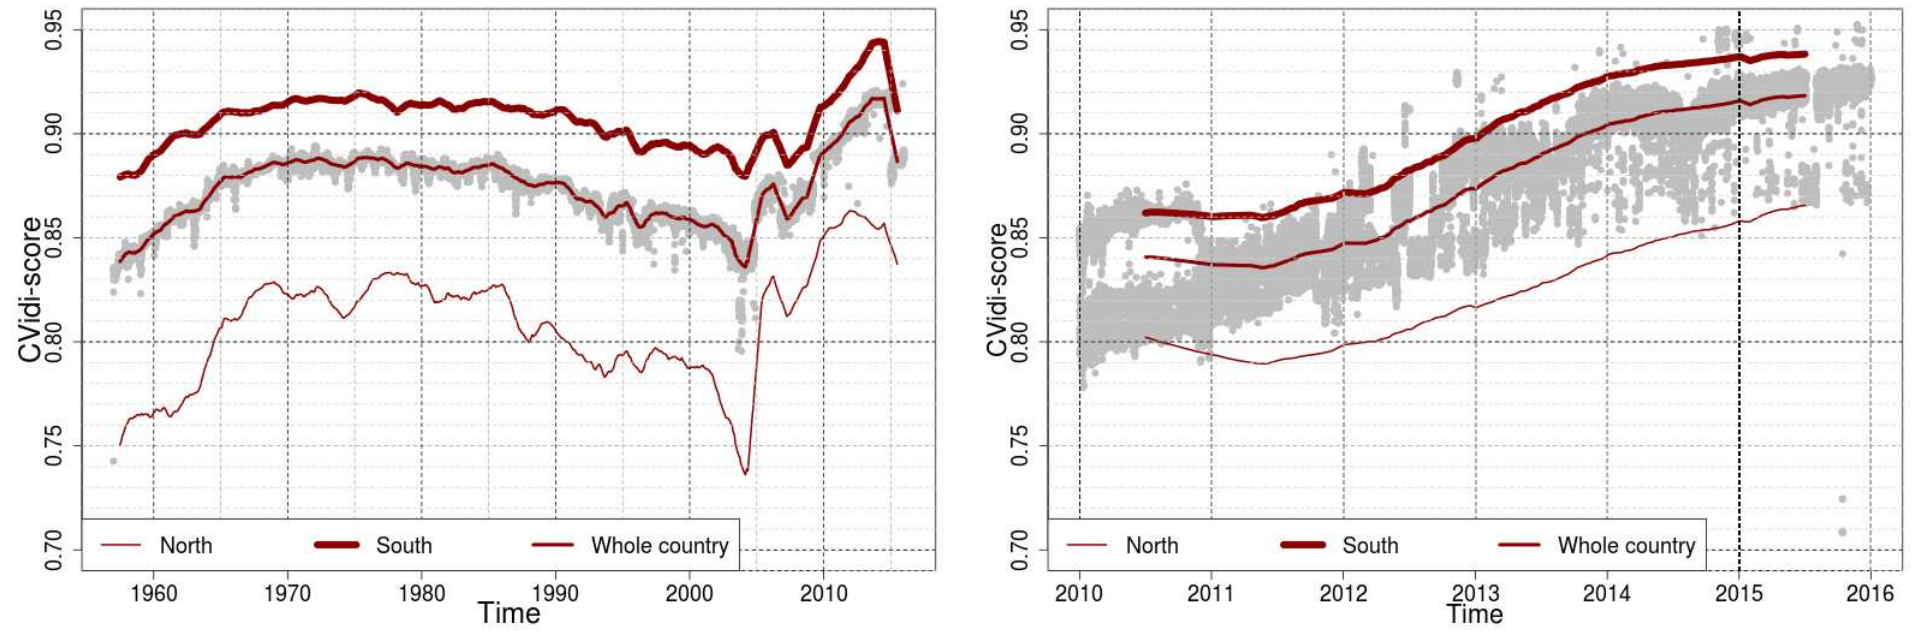 CVidi-score
0.95
0.90
0.85
0.80
0.75
0.70
North South Whole country
1960 1970 1980 1990 2000 2010
Time
CVidi-score
0.95
0.90
0.85
0.80
0.75
0.70
North South Whole country
2010 2011 2012 2013 2014 2015 2016
Time